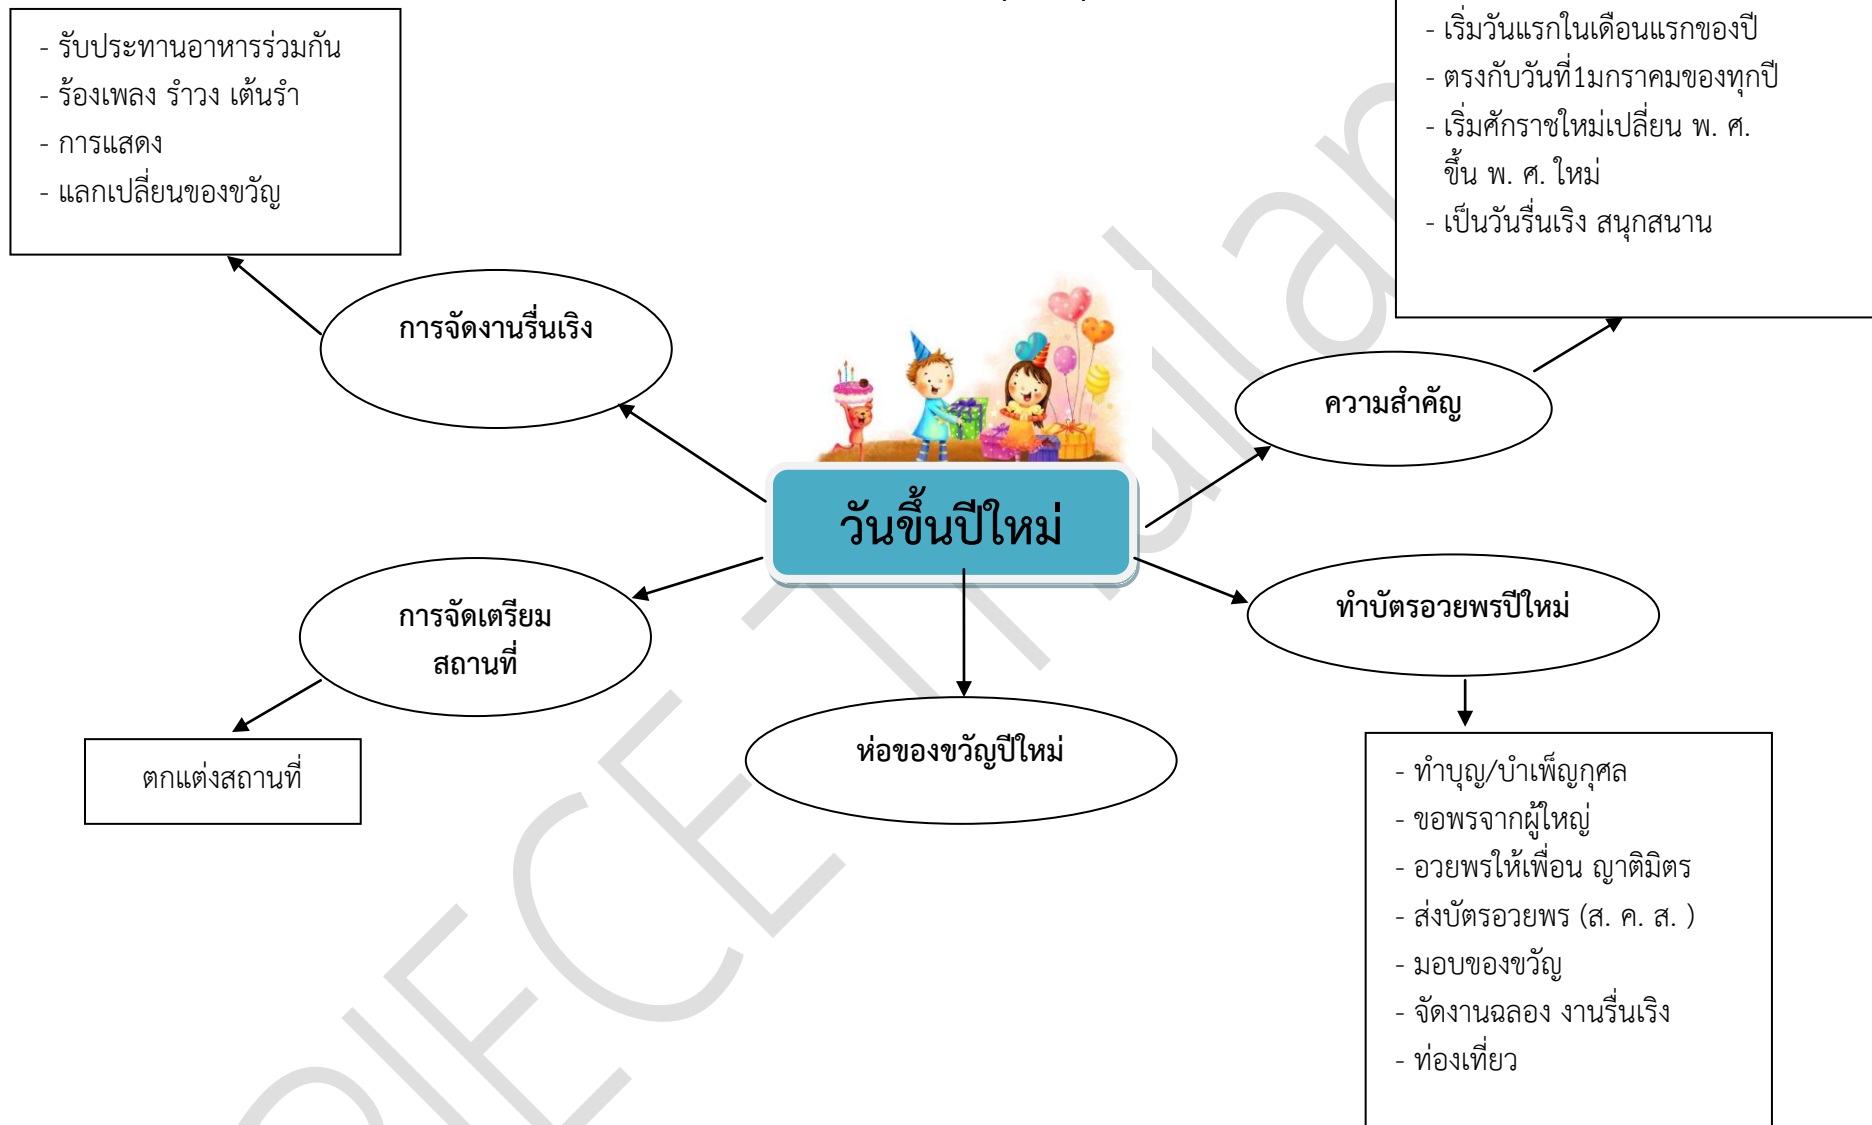 - รับประทานอาหารร่วมกัน
- ร้องเพลง รำวง เต้นรำ
- การแสดง
- แลกเปลี่ยนของขวัญ
- เริ่มวันแรกในเดือนแรกของปี
- ตรงกับวันที่1มกราคมของทุกปี
- เริ่มศักราชใหม่เปลี่ยน พ. ศ.
ขึ้น พ. ศ. ใหม่
- เป็นวันรื่นเริง สนุกสนาน
การจัดงานรื่นเริง
ความสำคัญ
วันขึ้นปีใหม่
การจัดเตรียม
สถานที่
ทำบัตรอวยพรปีใหม่
ห่อของขวัญปีใหม่
ตกแต่งสถานที่
- ทำบุญ/บำเพ็ญกุศล
- ขอพรจากผู้ใหญ่
- อวยพรให้เพื่อน ญาติมิตร
- ส่งบัตรอวยพร (ส. ค. ส. )
- มอบของขวัญ
- จัดงานฉลอง งานรื่นเริง
- ท่องเที่ยว